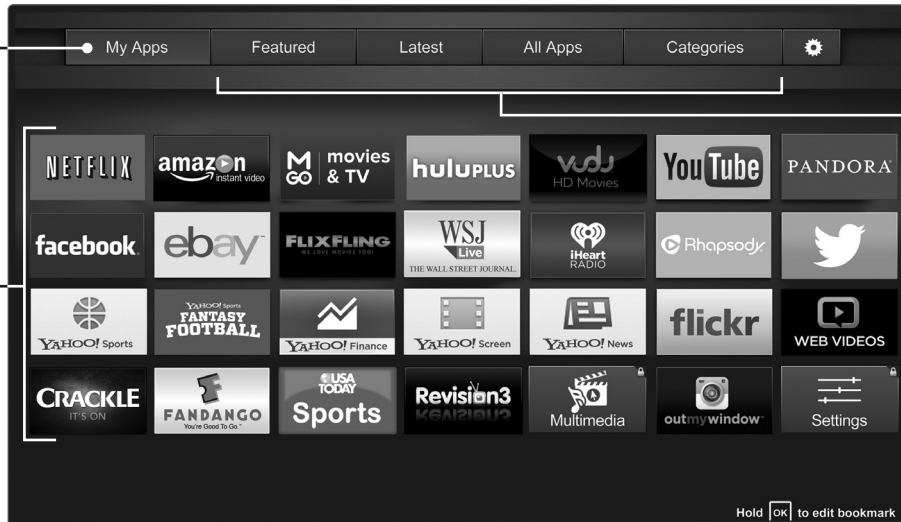 My Apps
Featured
Latest
All Apps
Categories
NETFLIX
amazon
instant video
M GO
movies
& TV
huluPLUS
vudu
HD Movies
YouTube
PANDORA
facebook
ebay
FLIXFLING
WE LOVE MOVIES TOO!
WSJ
Live
THE WALL STREET JOURNAL.
iHeart
RADIO
Rhapsody
YAHOO! Sports
YAHOO! Sports
FANTASY
FOOTBALL
YAHOO! Finance
YAHOO! Screen
YAHOO! News
flickr
WEB VIDEOS
CRACKLE
IT'S ON
FANDANGO
You're Good To Go.™
USA
TODAY
Sports
Revision3
Multimedia
outmywindow™
Settings
Hold OK to edit bookmark